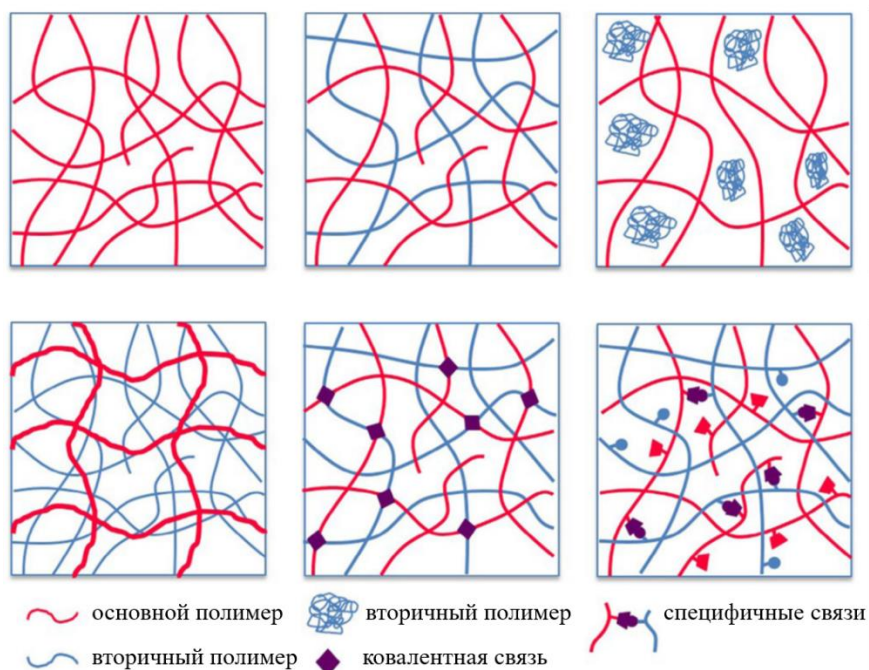 основной полимер
вторичный полимер
специфичные связи
вторичный полимер
ковалентная связь